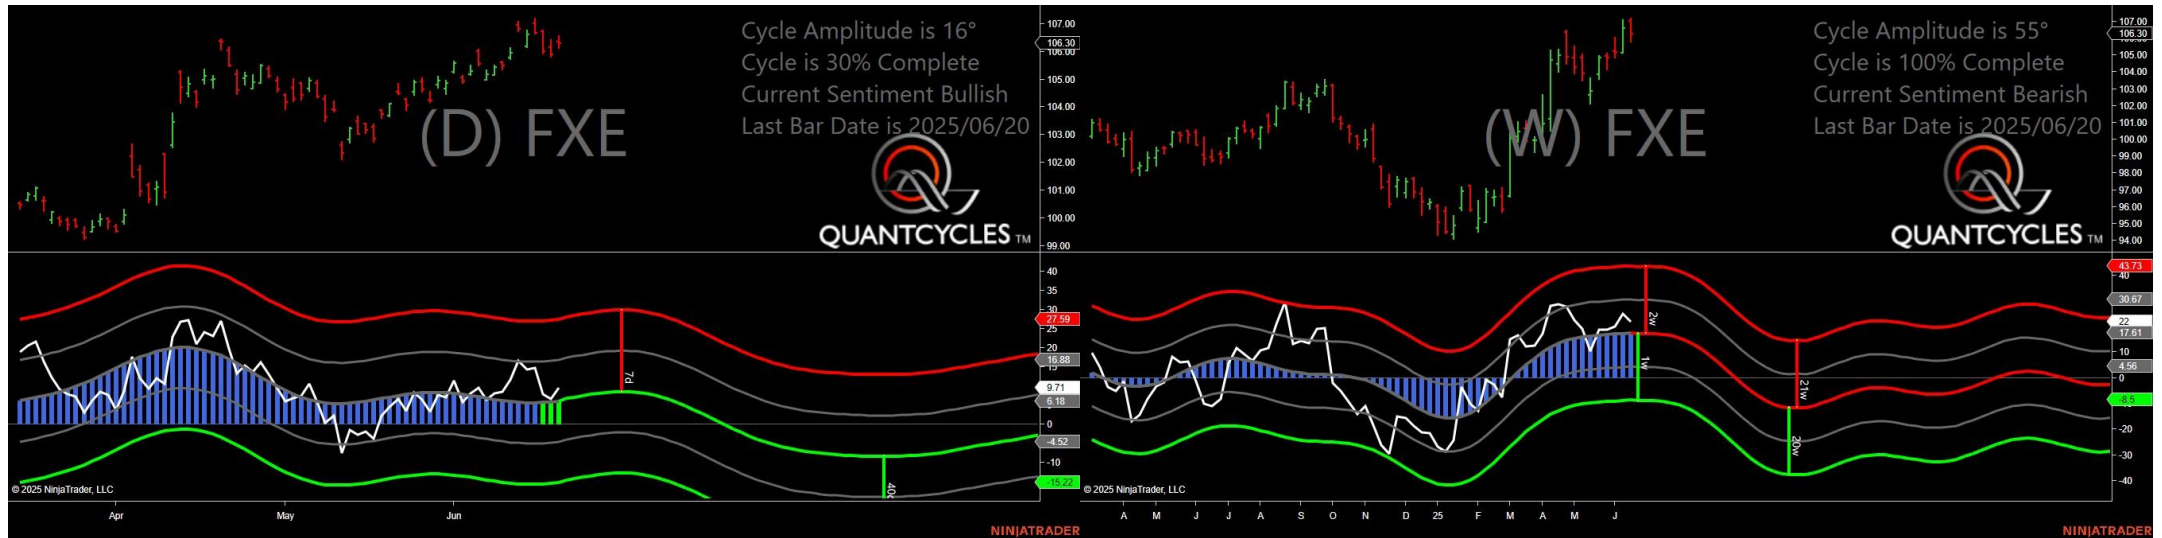 Cycle Amplitude is 16°
Cycle is 30% Complete
Current Sentiment Bullish
Last Bar Date is 2025/06/20
(D) FXE
QUANTCYCLES TM
107.00
106.30
106.00
105.00
104.00
103.00
102.00
101.00
100.00
99.00
40
35
30
27.59
25
20
16.88
15
9.71
6.18
0
-4.52
-10
-15.22
7d
© 2025 NinjaTrader, LLC
Apr
May
Jun
NINJATRADER
Cycle Amplitude is 55°
Cycle is 100% Complete
Current Sentiment Bearish
Last Bar Date is 2025/06/20
(W) FXE
QUANTCYCLES TM
107.00
106.30
105.00
104.00
103.00
102.00
101.00
100.00
99.00
98.00
97.00
96.00
95.00
94.00
43.73
40
30.67
22
17.61
10
4.56
0
-8.5
-20
-30
-40
2w
1w
21w
20w
© 2025 NinjaTrader, LLC
A M J J A S O N D 25 F M A M J
NINJATRADER